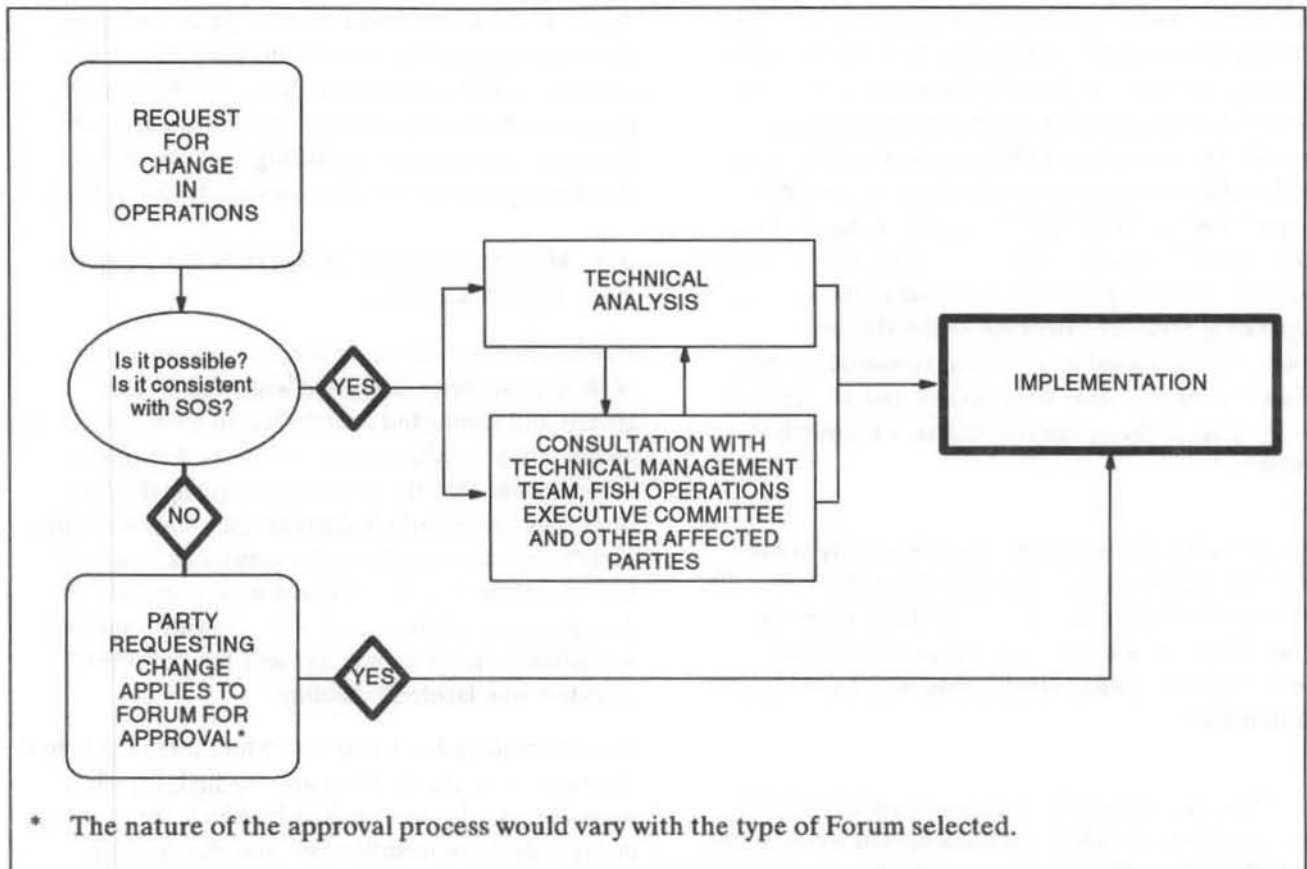 REQUEST
FOR
CHANGE
IN
OPERATIONS
Is it possible?
Is it consistent
with SOS?
YES
TECHNICAL
ANALYSIS
CONSULTATION WITH
TECHNICAL MANAGEMENT
TEAM, FISH OPERATIONS
EXECUTIVE COMMITTEE
AND OTHER AFFECTED
PARTIES
IMPLEMENTATION
NO
PARTY
REQUESTING
CHANGE
APPLIES TO
FORUM FOR
APPROVAL*
YES
* The nature of the approval process would vary with the type of Forum selected.